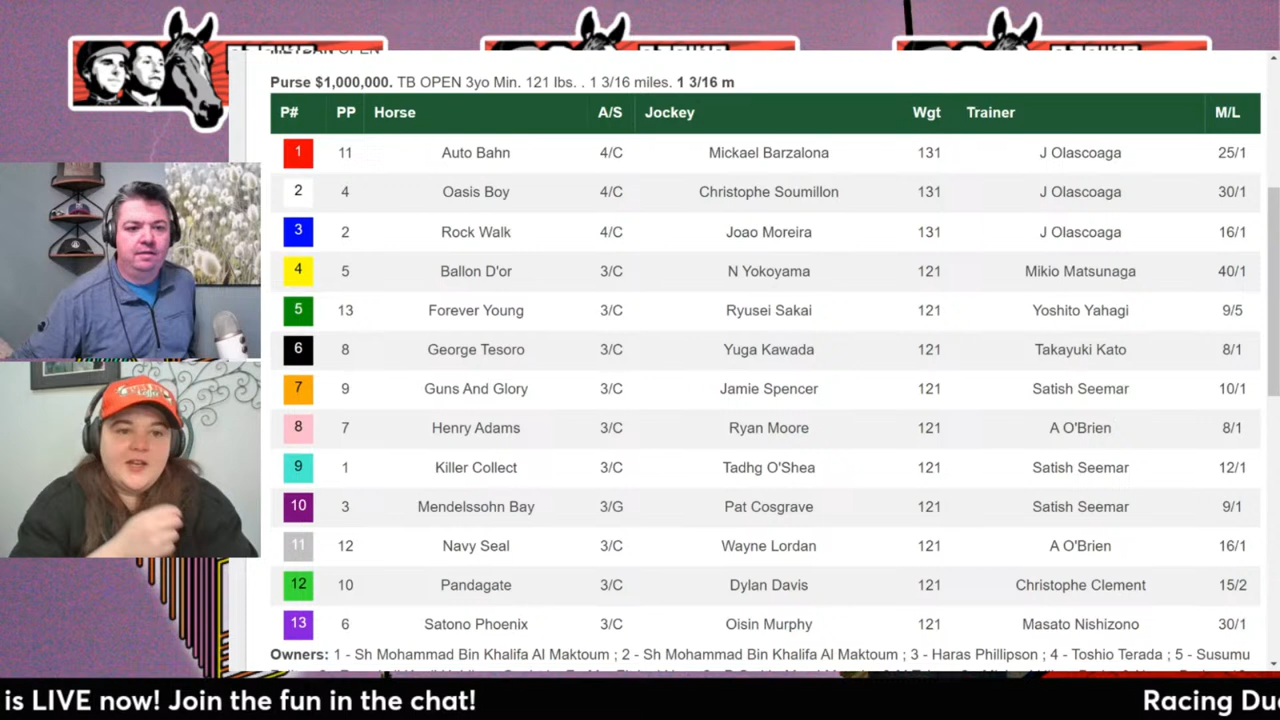 MEYDAN OPEN
Purse $1,000,000. TB OPEN 3yo Min. 121 lbs. . 1 3/16 miles. 1 3/16 m
P# PP Horse A/S Jockey Wgt Trainer M/L
1 11 Auto Bahn 4/C Mickael Barzalona 131 J Olascoaga 25/1
2 4 Oasis Boy 4/C Christophe Soumillon 131 J Olascoaga 30/1
3 2 Rock Walk 4/C Joao Moreira 131 J Olascoaga 16/1
4 5 Ballon D'or 3/C N Yokoyama 121 Mikio Matsunaga 40/1
5 13 Forever Young 3/C Ryusei Sakai 121 Yoshito Yahagi 9/5
6 8 George Tesoro 3/C Yuga Kawada 121 Takayuki Kato 8/1
7 9 Guns And Glory 3/C Jamie Spencer 121 Satish Seemar 10/1
8 7 Henry Adams 3/C Ryan Moore 121 A O'Brien 8/1
9 1 Killer Collect 3/C Tadhg O'Shea 121 Satish Seemar 12/1
10 3 Mendelssohn Bay 3/G Pat Cosgrave 121 Satish Seemar 9/1
11 12 Navy Seal 3/C Wayne Lordan 121 A O'Brien 16/1
12 10 Pandagate 3/C Dylan Davis 121 Christophe Clement 15/2
13 6 Satono Phoenix 3/C Oisin Murphy 121 Masato Nishizono 30/1
Owners: 1 - Sh Mohammad Bin Khalifa Al Maktoum ; 2 - Sh Mohammad Bin Khalifa Al Maktoum ; 3 - Haras Phillipson ; 4 - Toshio Terada ; 5 - Susumu
is LIVE now! Join the fun in the chat! Racing Du